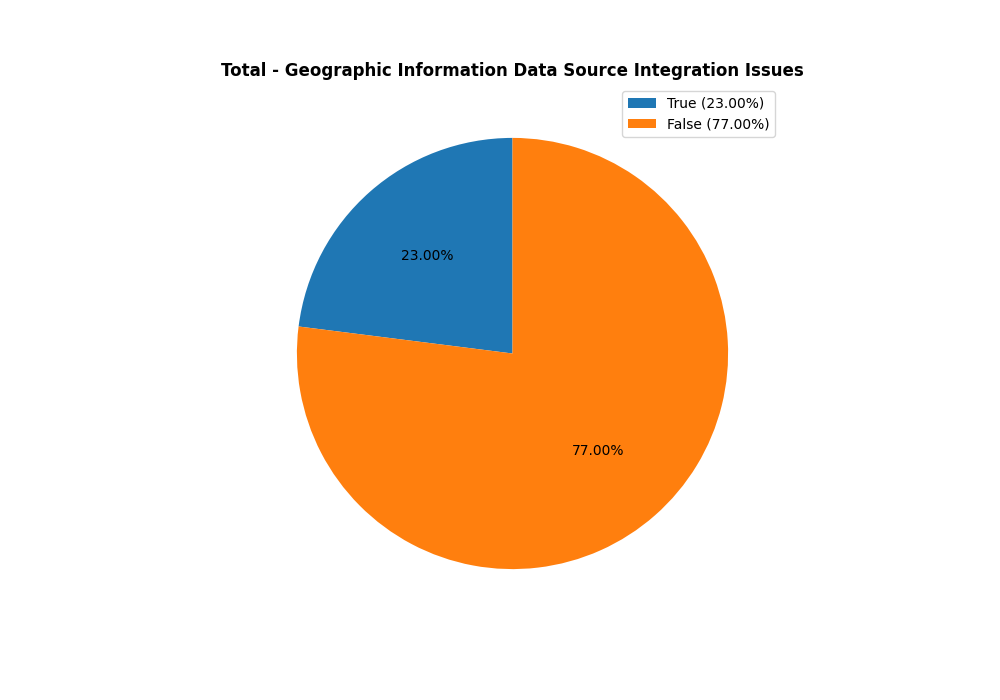 Total - Geographic Information Data Source Integration Issues
True (23.00%)
False (77.00%)
23.00%
77.00%